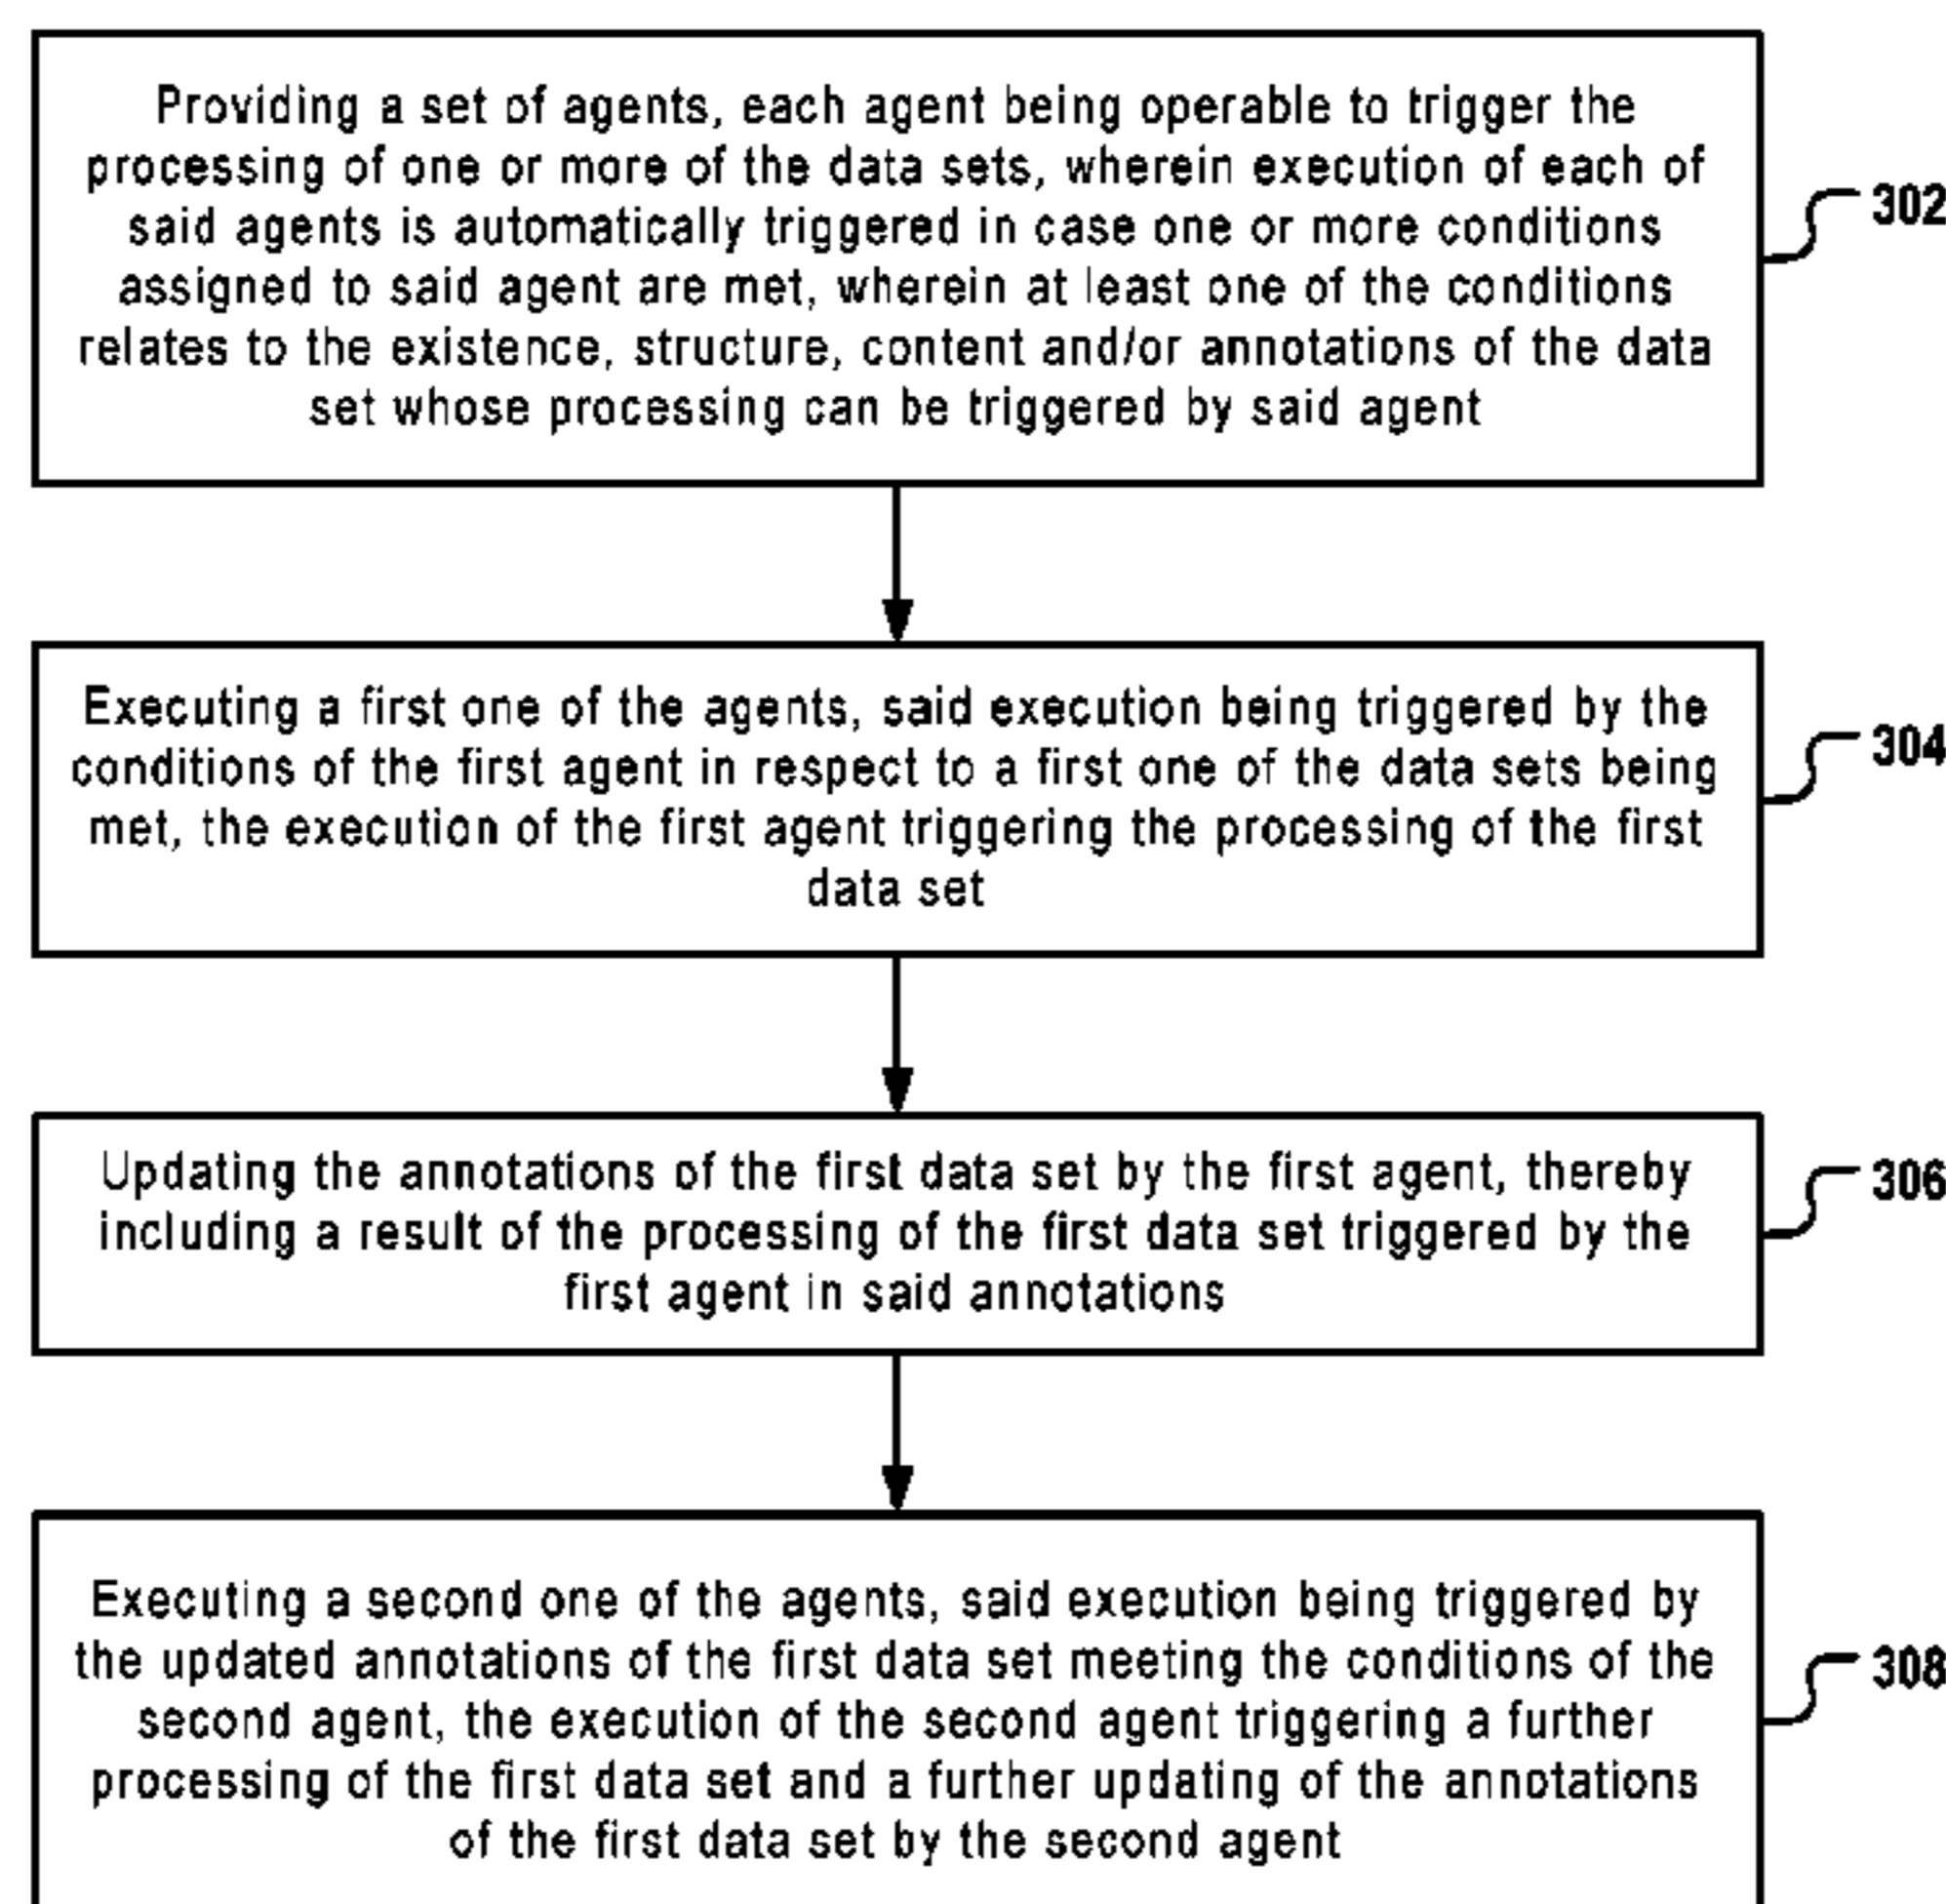 Providing a set of agents, each agent being operable to trigger the
processing of one or more of the data sets, wherein execution of each of
said agents is automatically triggered in case one or more conditions
assigned to said agent are met, wherein at least one of the conditions
relates to the existence, structure, content and/or annotations of the data
set whose processing can be triggered by said agent
302
Executing a first one of the agents, said execution being triggered by the
conditions of the first agent in respect to a first one of the data sets being
met, the execution of the first agent triggering the processing of the first
data set
304
Updating the annotations of the first data set by the first agent, thereby
including a result of the processing of the first data set triggered by the
first agent in said annotations
306
Executing a second one of the agents, said execution being triggered by
the updated annotations of the first data set meeting the conditions of the
second agent, the execution of the second agent triggering a further
processing of the first data set and a further updating of the annotations
of the first data set by the second agent
308